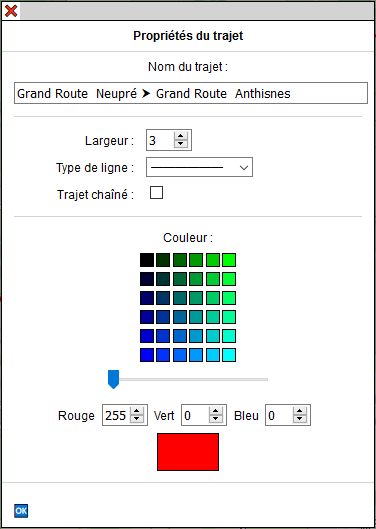 Propriétés du trajet
Nom du trajet :
Grand Route Neupré ➤ Grand Route Anthisnes
Largeur : 3
Type de ligne :
Trajet chaîné :
Couleur :
Rouge 255 Vert 0 Bleu 0
OK